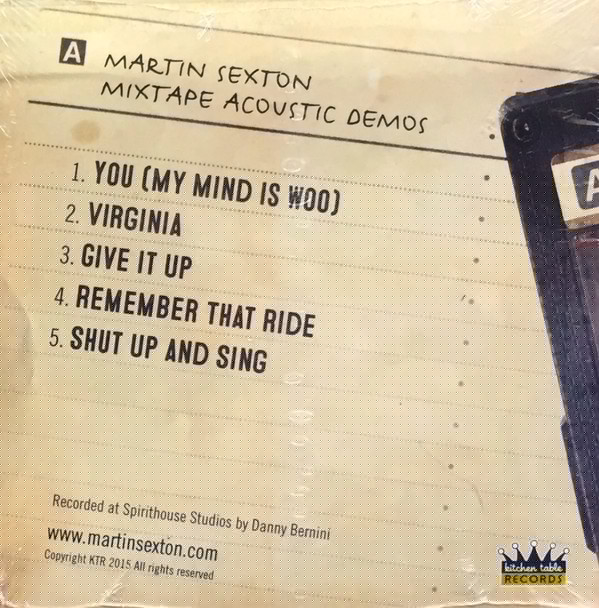 A MARTIN SEXTON
MIXTAPE ACOUSTIC DEMOS
1. YOU (MY MIND IS WOO)
2. VIRGINIA
3. GIVE IT UP
4. REMEMBER THAT RIDE
5. SHUT UP AND SING
A
Recorded at Spirithouse Studios by Danny Bernini
www.martinsexton.com
Copyright KTR 2015 All rights reserved
kitchen table
RECORDS